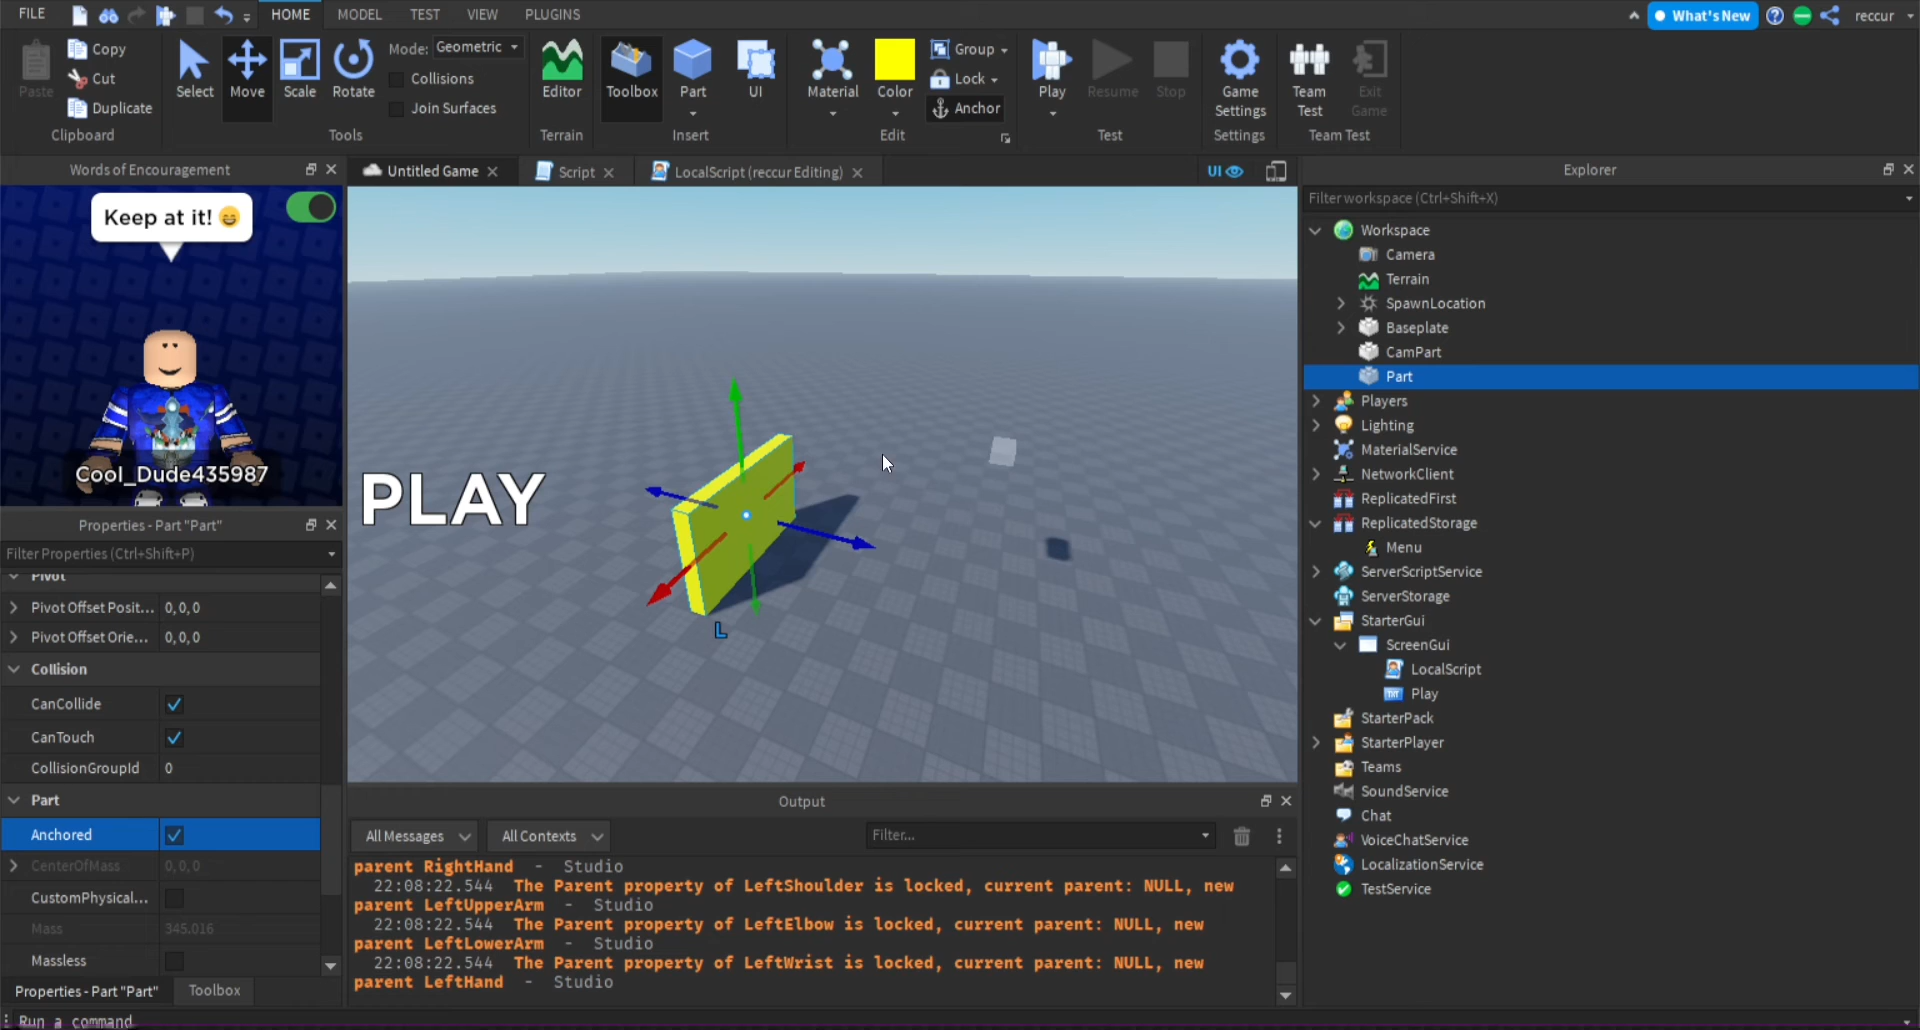 FILE
HOME
MODEL
TEST
VIEW
PLUGINS
What's New
reccur
Paste
Copy
Cut
Duplicate
Clipboard
Select
Move
Scale
Rotate
Mode: Geometric
Collisions
Join Surfaces
Tools
Editor
Terrain
Toolbox
Part
UI
Insert
Material
Color
Group
Lock
Anchor
Edit
Play
Resume
Stop
Test
Game
Settings
Settings
Team
Test
Exit
Game
Team Test
Words of Encouragement
Keep at it!
Cool_Dude435987
Untitled Game
Script
LocalScript (reccur Editing)
UI
PLAY
L
Explorer
Filter workspace (Ctrl+Shift+X)
Workspace
Camera
Terrain
SpawnLocation
Baseplate
CamPart
Part
Players
Lighting
MaterialService
NetworkClient
ReplicatedFirst
ReplicatedStorage
Menu
ServerScriptService
ServerStorage
StarterGui
ScreenGui
LocalScript
Play
StarterPack
StarterPlayer
Teams
SoundService
Chat
VoiceChatService
LocalizationService
TestService
Properties - Part "Part"
Filter Properties (Ctrl+Shift+P)
Pivot
Pivot Offset Posit... 0,0,0
Pivot Offset Orie... 0,0,0
Collision
CanCollide
CanTouch
CollisionGroupId 0
Part
Anchored
CenterOfMass 0,0,0
CustomPhysical...
Mass 345.016
Massless
Properties - Part "Part"
Toolbox
Output
All Messages
All Contexts
Filter...
parent RightHand - Studio
22:08:22.544 The Parent property of LeftShoulder is locked, current parent: NULL, new
parent LeftUpperArm - Studio
22:08:22.544 The Parent property of LeftElbow is locked, current parent: NULL, new
parent LeftLowerArm - Studio
22:08:22.544 The Parent property of LeftWrist is locked, current parent: NULL, new
parent LeftHand - Studio
Run a command